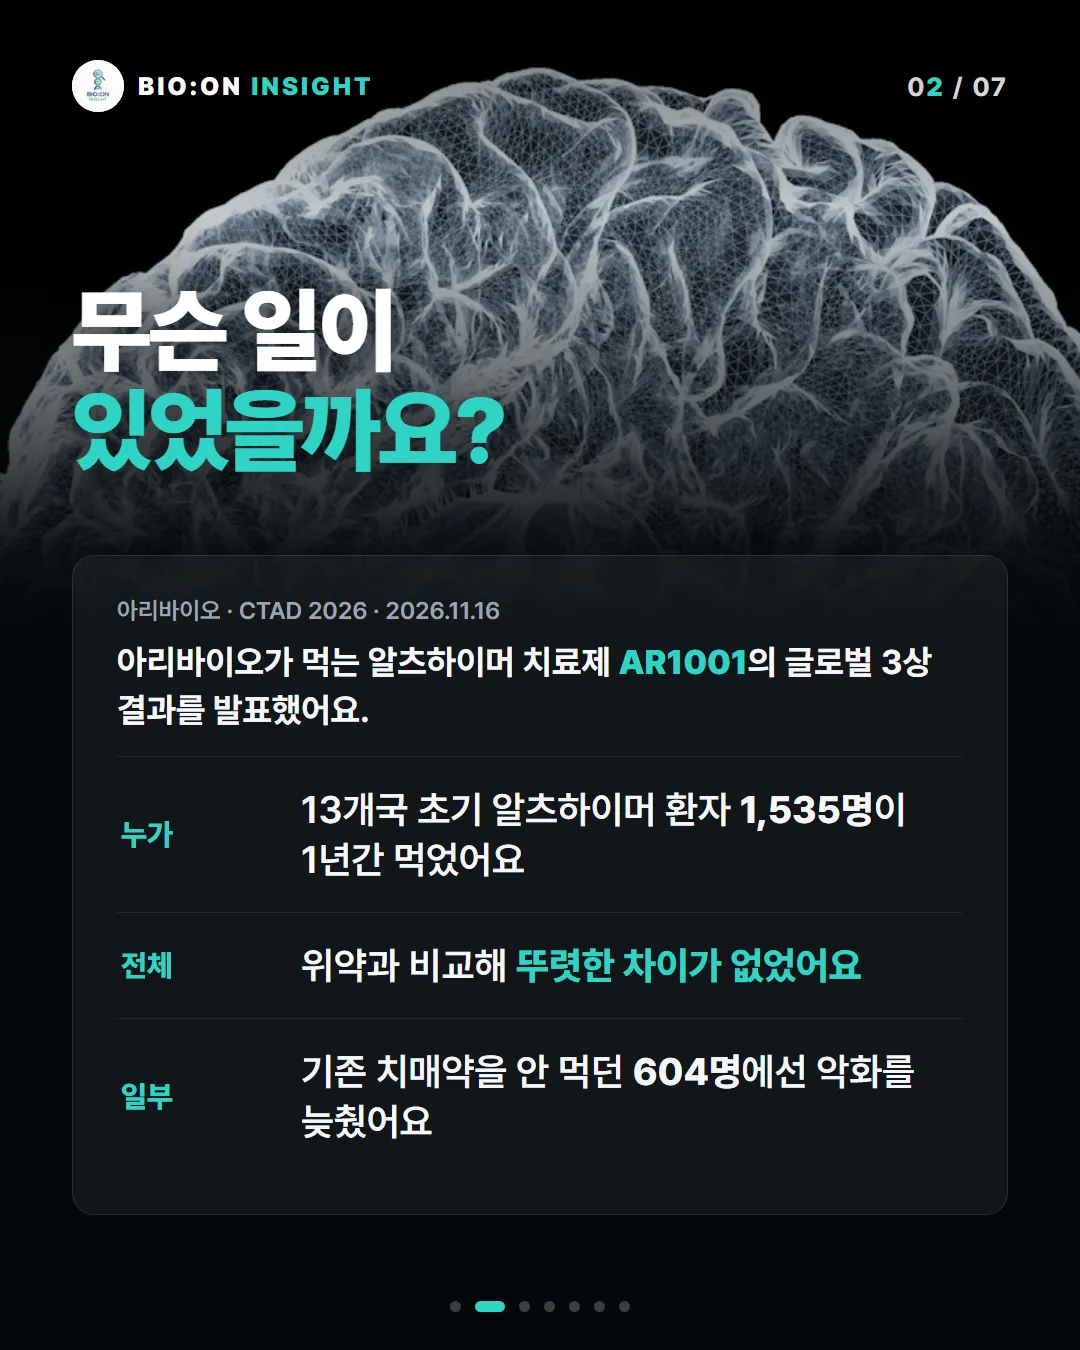 BIO:ON
INSIGHT
BIO:ON INSIGHT
02 / 07
무슨 일이
있었을까요?
아리바이오 · CTAD 2026 · 2026.11.16
아리바이오가 먹는 알츠하이머 치료제 AR1001의 글로벌 3상
결과를 발표했어요.
누가
13개국 초기 알츠하이머 환자 1,535명이
1년간 먹었어요
전체
위약과 비교해 뚜렷한 차이가 없었어요
일부
기존 치매약을 안 먹던 604명에선 악화를
늦췄어요